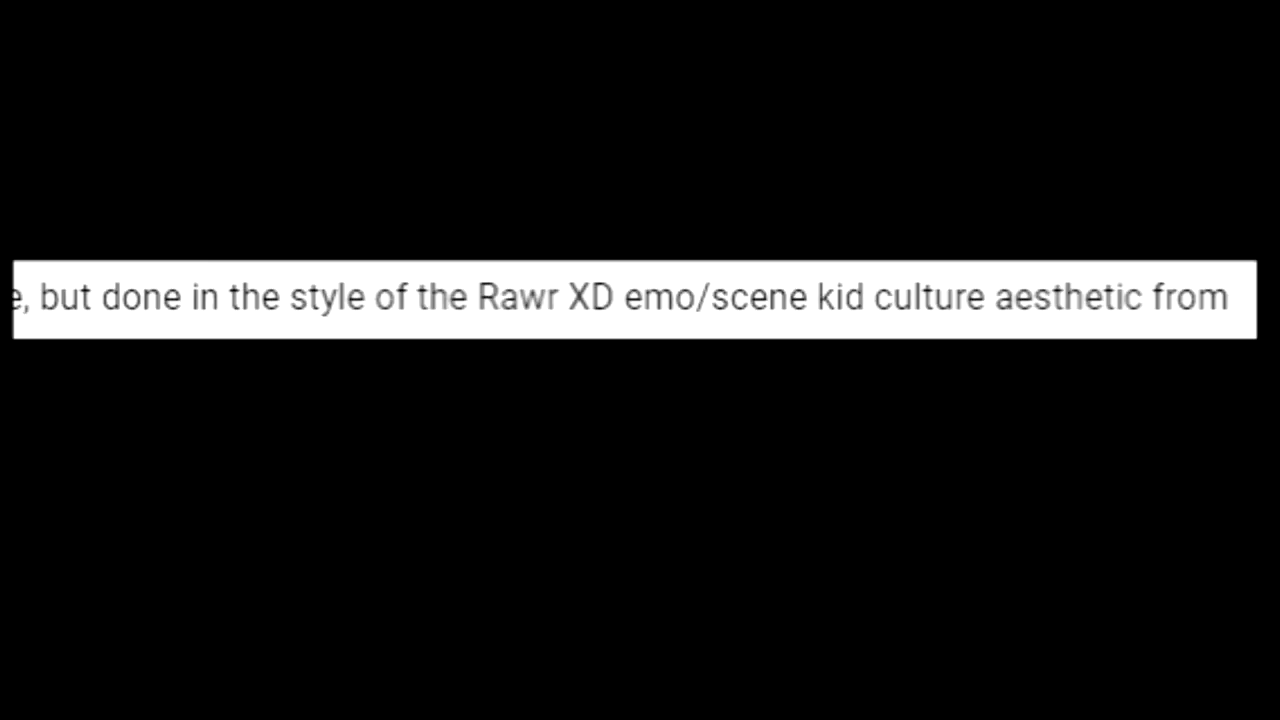 e, but done in the style of the Rawr XD emo/scene kid culture aesthetic from